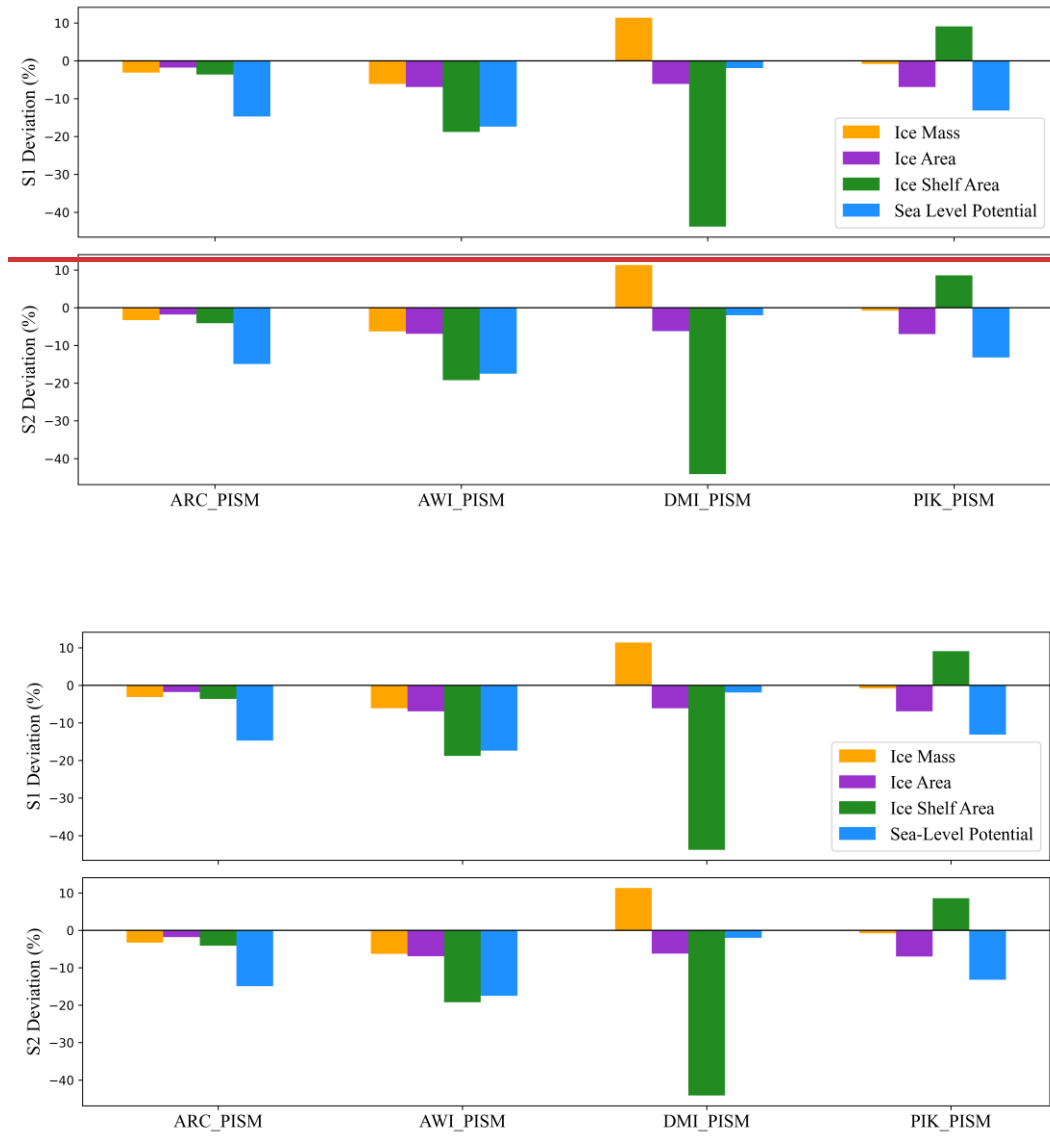 10
0
−10
−20
−30
−40
S1 Deviation (%)
Ice Mass
Ice Area
Ice Shelf Area
Sea Level Potential
10
0
−10
−20
−30
−40
S2 Deviation (%)
ARC_PISM AWI_PISM DMI_PISM PIK_PISM
10
0
−10
−20
−30
−40
S1 Deviation (%)
Ice Mass
Ice Area
Ice Shelf Area
Sea-Level Potential
10
0
−10
−20
−30
−40
S2 Deviation (%)
ARC_PISM AWI_PISM DMI_PISM PIK_PISM